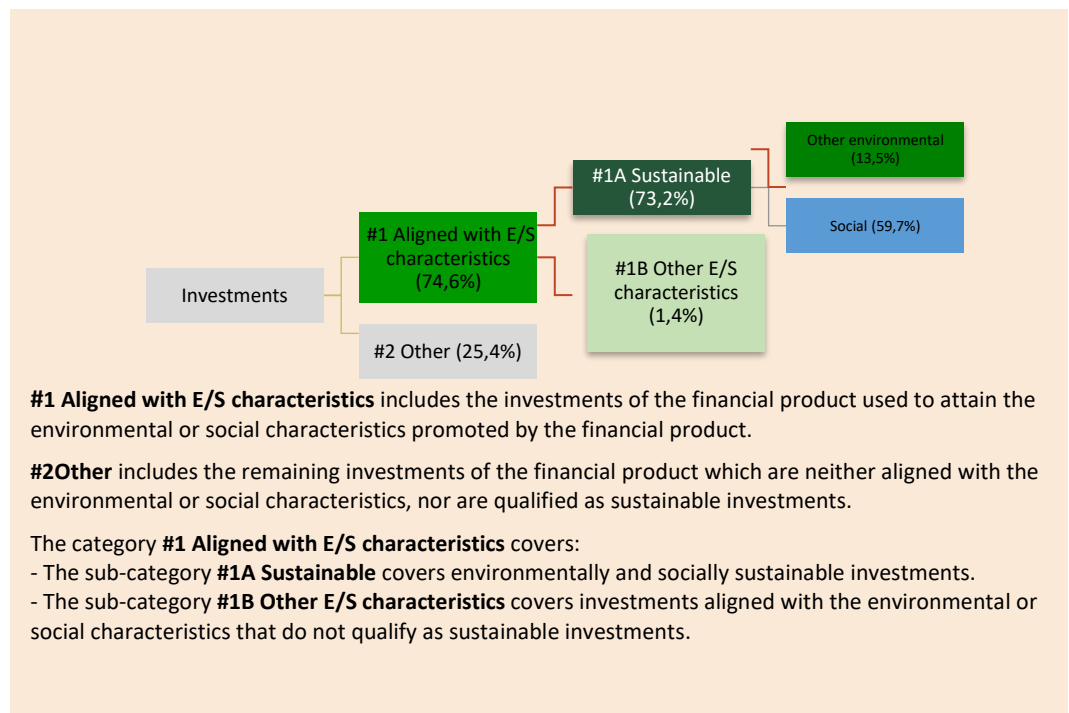 Other environmental
(13,5%)
#1A Sustainable
(73,2%)
Social (59,7%)
#1 Aligned with E/S
characteristics
(74,6%)
#1B Other E/S
characteristics
(1,4%)
Investments
#2 Other (25,4%)
#1 Aligned with E/S characteristics includes the investments of the financial product used to attain the
environmental or social characteristics promoted by the financial product.
#2Other includes the remaining investments of the financial product which are neither aligned with the
environmental or social characteristics, nor are qualified as sustainable investments.
The category #1 Aligned with E/S characteristics covers:
- The sub-category #1A Sustainable covers environmentally and socially sustainable investments.
- The sub-category #1B Other E/S characteristics covers investments aligned with the environmental or
social characteristics that do not qualify as sustainable investments.